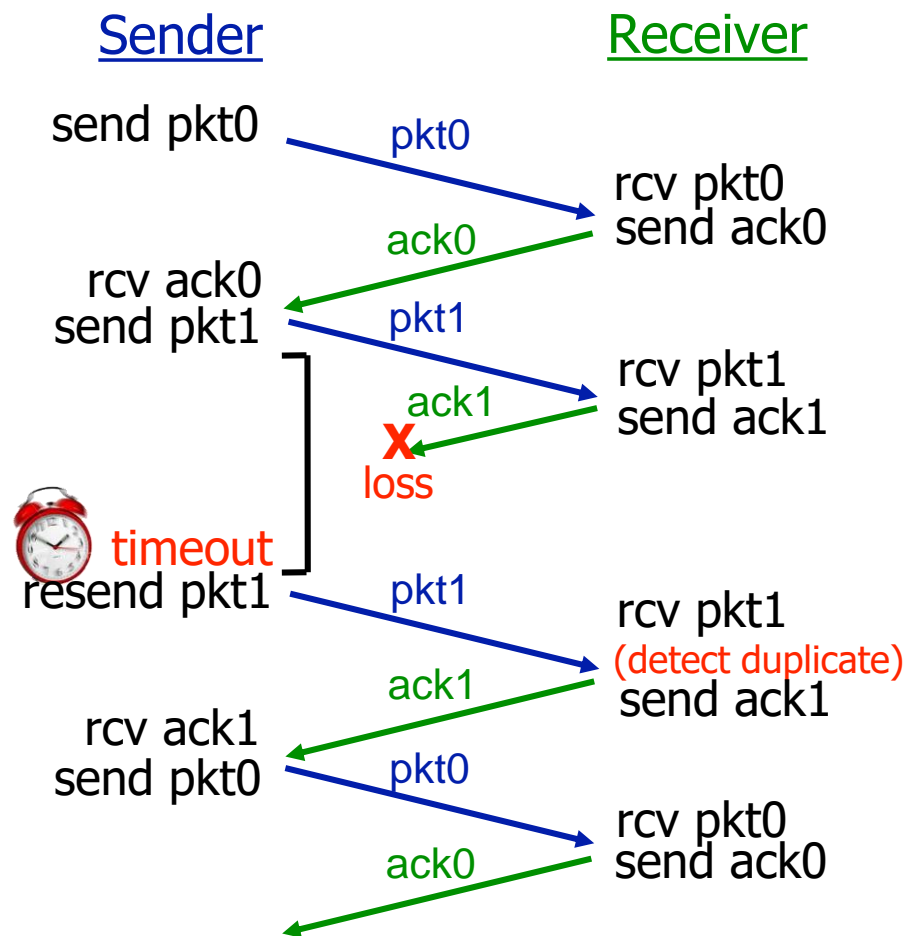 Sender
Receiver
send pkt0
pkt0
rcv pkt0
send ack0
ack0
rcv ack0
send pkt1
pkt1
rcv pkt1
send ack1
ack1
X
loss
timeout
resend pkt1
pkt1
rcv pkt1
(detect duplicate)
send ack1
ack1
rcv ack1
send pkt0
pkt0
rcv pkt0
send ack0
ack0